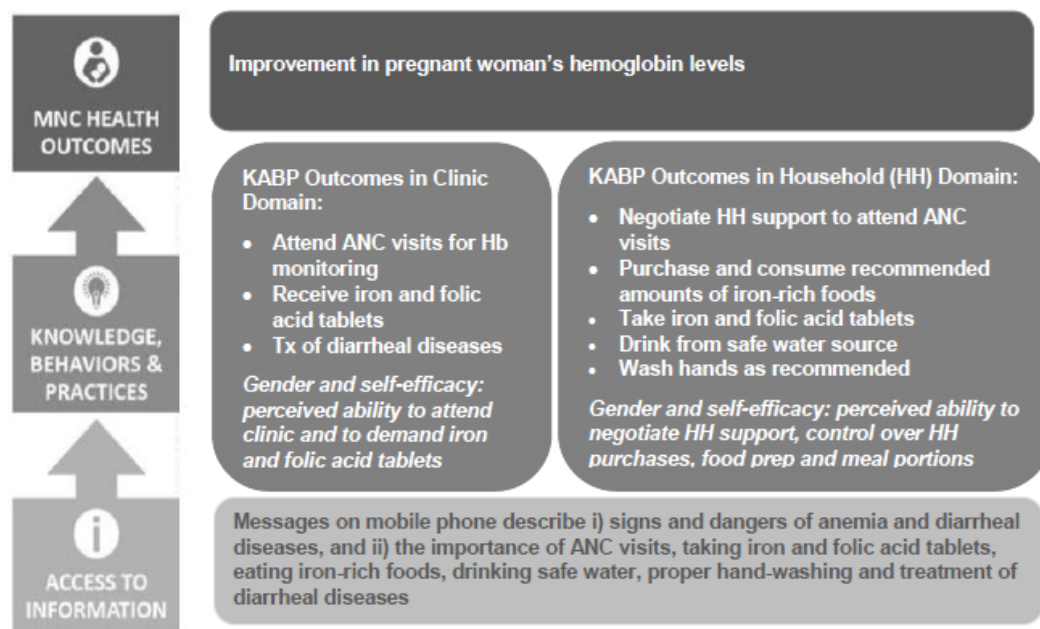 MNC HEALTH
OUTCOMES
Improvement in pregnant woman's hemoglobin levels
KNOWLEDGE,
BEHAVIORS &
PRACTICES
KABP Outcomes in Clinic
Domain:
• Attend ANC visits for Hb
monitoring
• Receive iron and folic
acid tablets
• Tx of diarrheal diseases
Gender and self-efficacy:
perceived ability to attend
clinic and to demand iron
and folic acid tablets
KABP Outcomes in Household (HH) Domain:
• Negotiate HH support to attend ANC
visits
• Purchase and consume recommended
amounts of iron-rich foods
• Take iron and folic acid tablets
• Drink from safe water source
• Wash hands as recommended
Gender and self-efficacy: perceived ability to
negotiate HH support, control over HH
purchases, food prep and meal portions
i
ACCESS TO
INFORMATION
Messages on mobile phone describe i) signs and dangers of anemia and diarrheal
diseases, and ii) the importance of ANC visits, taking iron and folic acid tablets,
eating iron-rich foods, drinking safe water, proper hand-washing and treatment of
diarrheal diseases